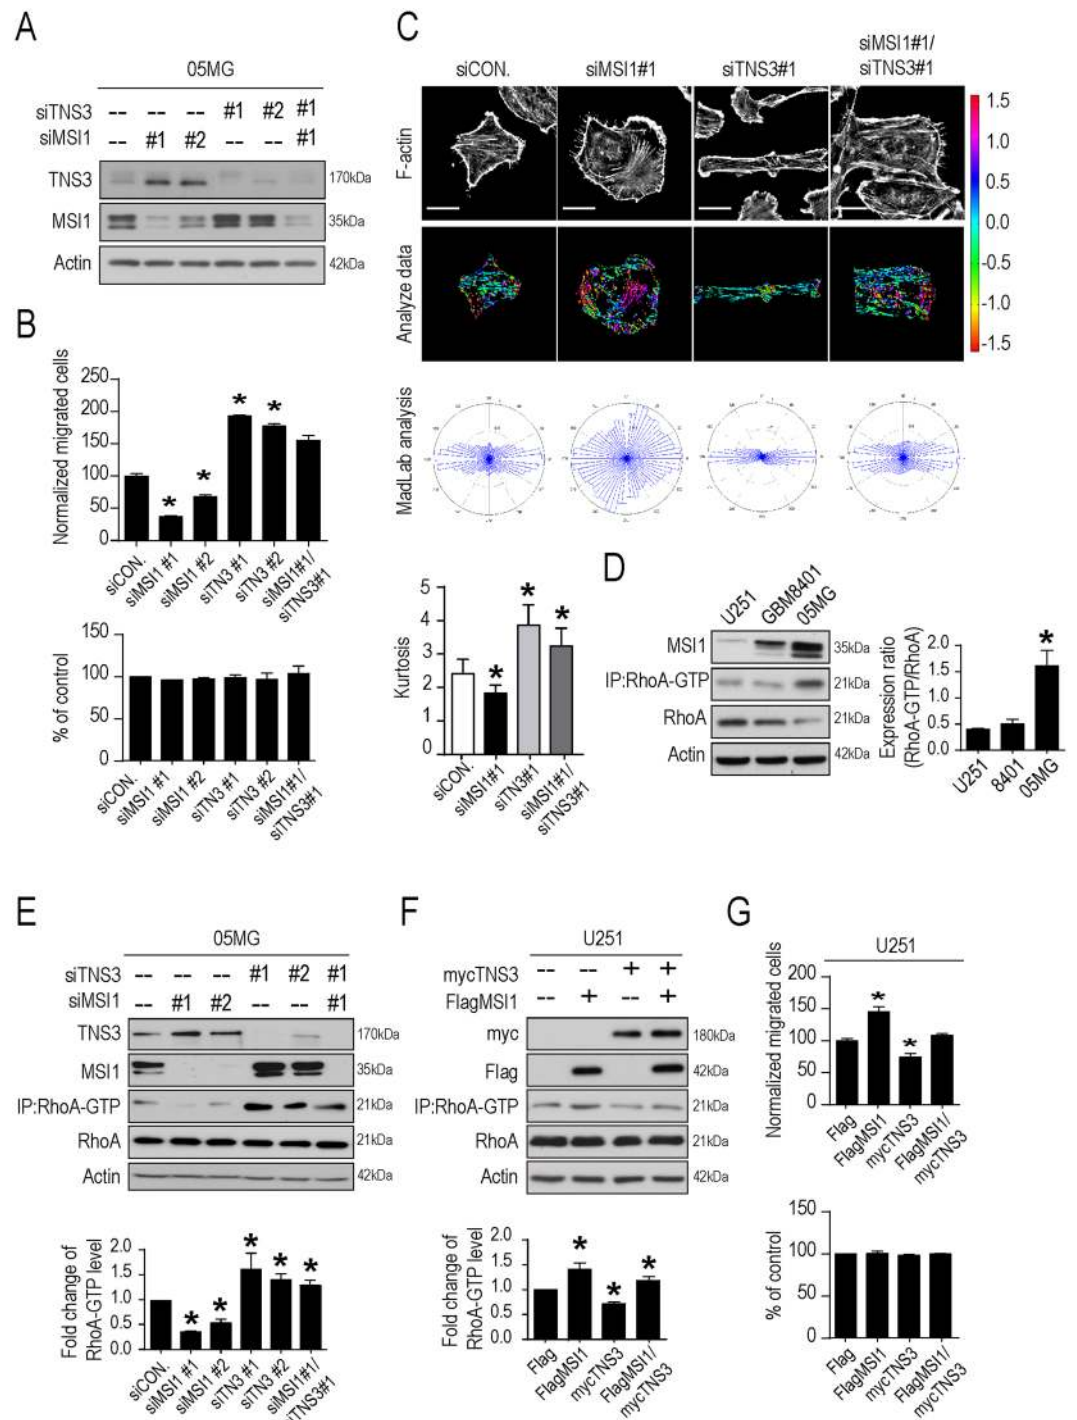 A
05MG
siTNS3 -- -- -- #1 #2 #1
siMSI1 -- #1 #2 -- -- #1
TNS3 170kDa
MSI1 35kDa
Actin 42kDa
B
Normalized migrated cells
250
200
150
100
50
0
* * * *
siCON.
siMSI1 #1
siMSI1 #2
siTN3 #1
siTN3 #2
siMSI1#1/
siTNS3#1
% of control
150
100
50
0
siCON.
siMSI1 #1
siMSI1 #2
siTN3 #1
siTN3 #2
siMSI1#1/
siTNS3#1
C
siCON.
siMSI1#1
siTNS3#1
siMSI1#1/
siTNS3#1
F-actin
Analyze data
MadLab analysis
1.5
1.0
0.5
0.0
-0.5
-1.0
-1.5
Kurtosis
5
4
3
2
1
0
* * *
siCON.
siMSI1#1
siTN3#1
siMSI1#1/
siTNS3#1
D
U251
GBM8401
05MG
MSI1 35kDa
IP:RhoA-GTP 21kDa
RhoA 21kDa
Actin 42kDa
Expression ratio
(RhoA-GTP/RhoA)
2.0
1.5
1.0
0.5
0.0
*
U251
8401
05MG
E
05MG
siTNS3 -- -- -- #1 #2 #1
siMSI1 -- #1 #2 -- -- #1
TNS3 170kDa
MSI1 35kDa
IP:RhoA-GTP 21kDa
RhoA 21kDa
Actin 42kDa
Fold change of
RhoA-GTP level
2.0
1.5
1.0
0.5
0.0
* * * * *
siCON.
siMSI1 #1
siMSI1 #2
siTN3 #1
siTN3 #2
siMSI1#1/
siTNS3#1
F
U251
mycTNS3 -- -- + +
FlagMSI1 -- + -- +
myc 180kDa
Flag 42kDa
IP:RhoA-GTP 21kDa
RhoA 21kDa
Actin 42kDa
Fold change of
RhoA-GTP level
2.0
1.5
1.0
0.5
0.0
* * * 
Flag
FlagMSI1
mycTNS3
FlagMSI1/
mycTNS3
G
U251
Normalized migrated cells
200
150
100
50
0
* *
Flag
FlagMSI1
mycTNS3
FlagMSI1/
mycTNS3
% of control
150
100
50
0
Flag
FlagMSI1
mycTNS3
FlagMSI1/
mycTNS3